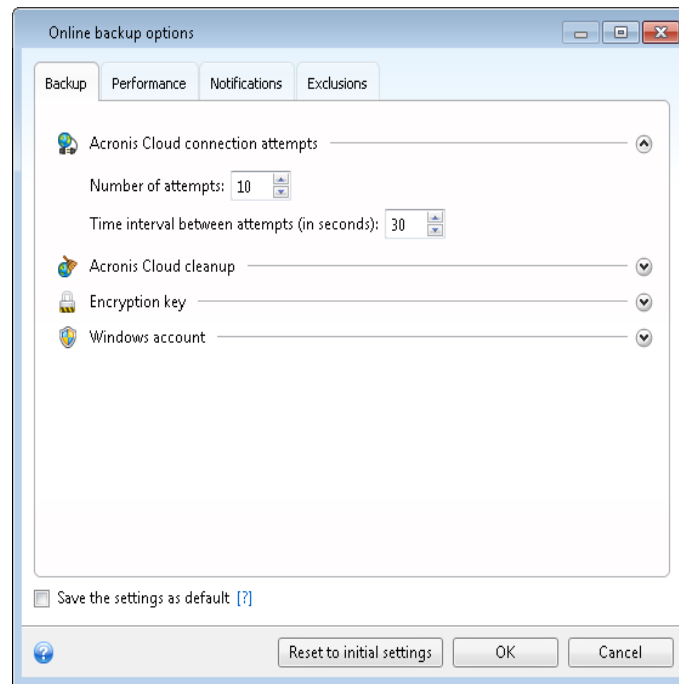 Online backup options
Backup Performance Notifications Exclusions
Acronis Cloud connection attempts
Number of attempts: 10
Time interval between attempts (in seconds): 30
Acronis Cloud cleanup
Encryption key
Windows account
Save the settings as default [?]
Reset to initial settings OK Cancel